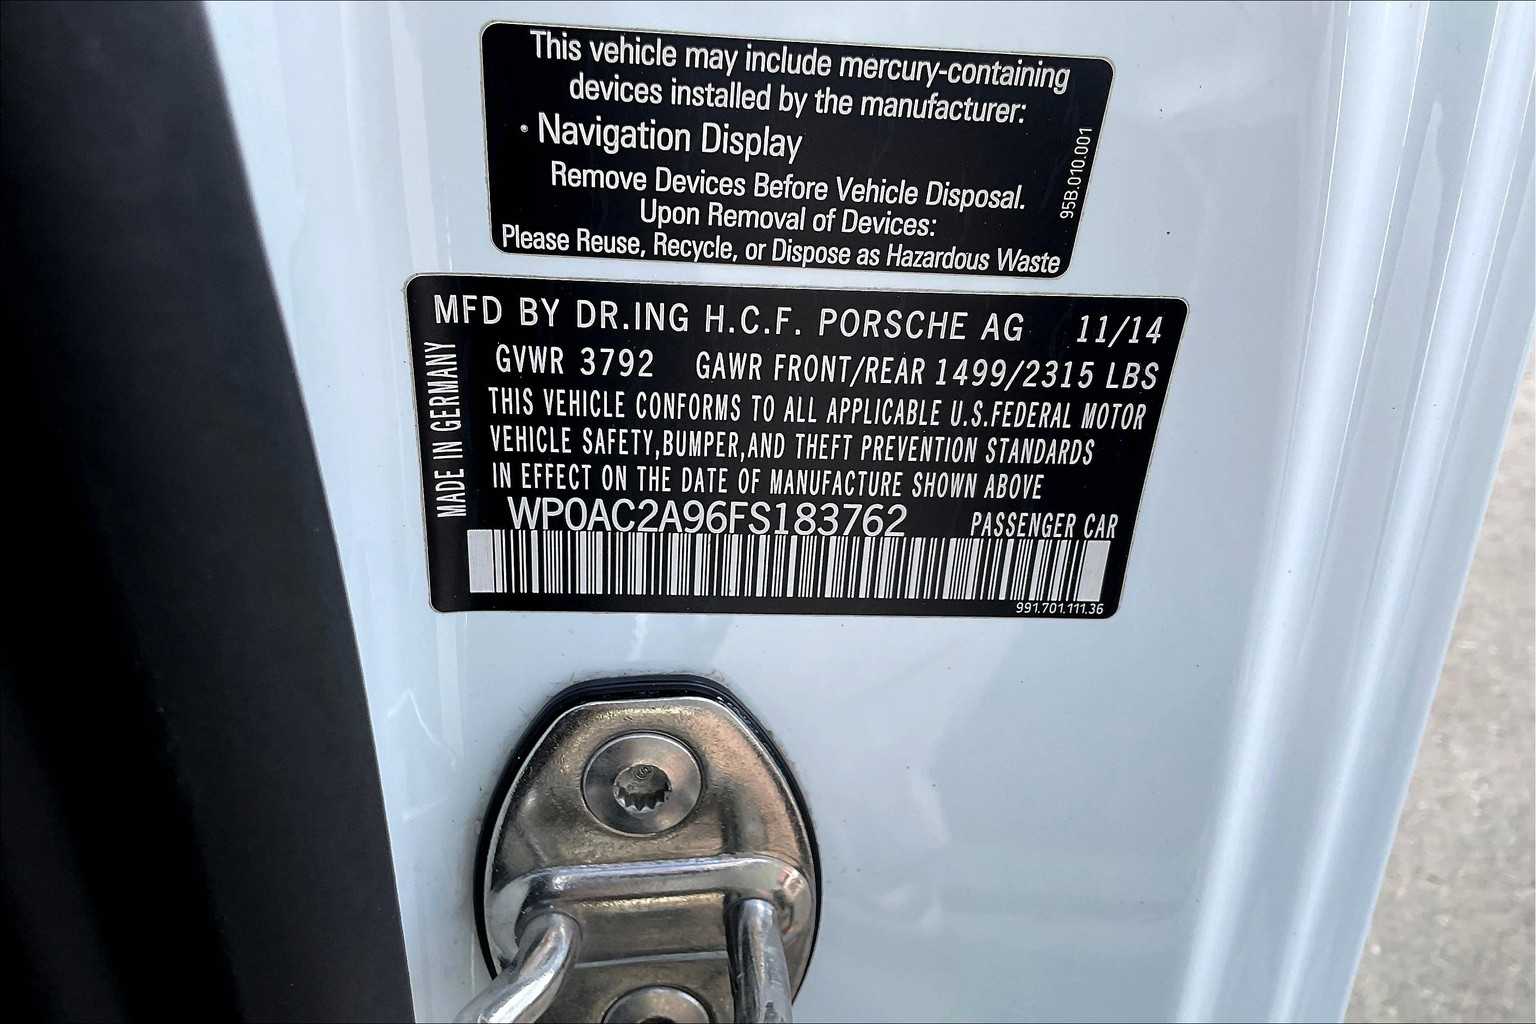 This vehicle may include mercury-containing
devices installed by the manufacturer:
• Navigation Display
Remove Devices Before Vehicle Disposal.
Upon Removal of Devices:
Please Reuse, Recycle, or Dispose as Hazardous Waste
95B.010.001
MFD BY DR.ING H.C.F. PORSCHE AG 11/14
GVWR 3792 GAWR FRONT/REAR 1499/2315 LBS
THIS VEHICLE CONFORMS TO ALL APPLICABLE U.S.FEDERAL MOTOR
VEHICLE SAFETY,BUMPER,AND THEFT PREVENTION STANDARDS
IN EFFECT ON THE DATE OF MANUFACTURE SHOWN ABOVE
WP0AC2A96FS183762 PASSENGER CAR
MADE IN GERMANY
991.701.111.36